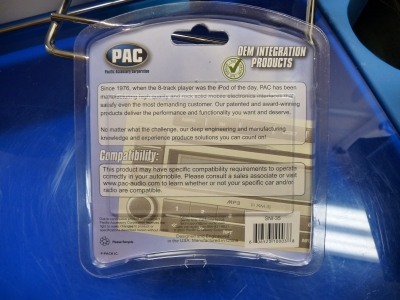 PAC
Pacific Accessory Corporation
OEM INTEGRATION
PRODUCTS
Since 1976, when the 8-track player was the iPod of the day, PAC has been
manufacturing high quality and rock solid mobile electronics interfaces that
satisfy even the most demanding customer. Our patented and award-winning
products deliver the performance and functionality you want and deserve.
No matter what the challenge, our deep engineering and manufacturing
knowledge and experience produce solutions you can count on!
Compatibility:
This product may have specific compatibility requirements to operate
correctly in your automobile. Please consult a sales associate or visit
www.pac-audio.com to learn whether or not your specific car and/or
radio are compatible.
MP3
SNI-35
PAC
Please Recycle